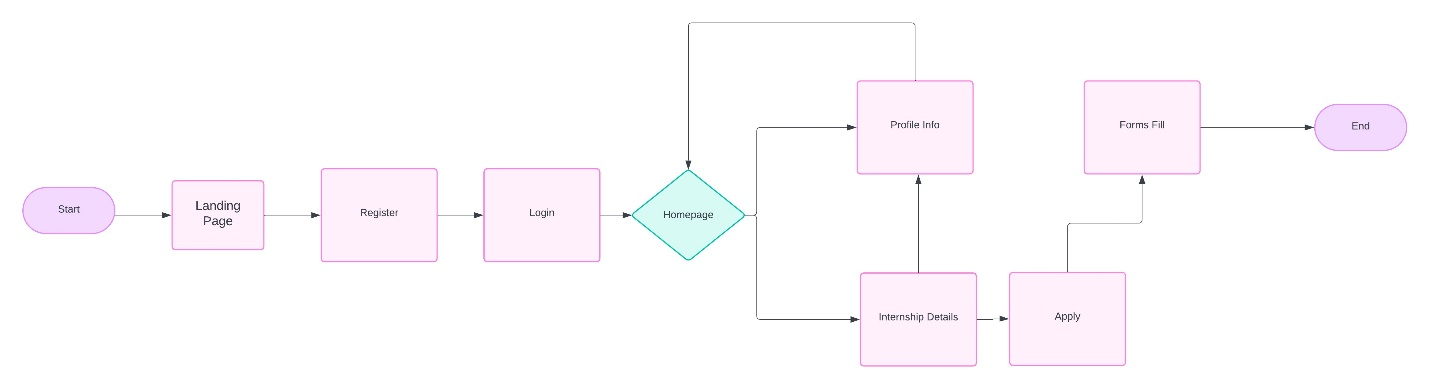 Start
Landing
Page
Register
Login
Homepage
Profile Info
Internship Details
Apply
Forms Fill
End